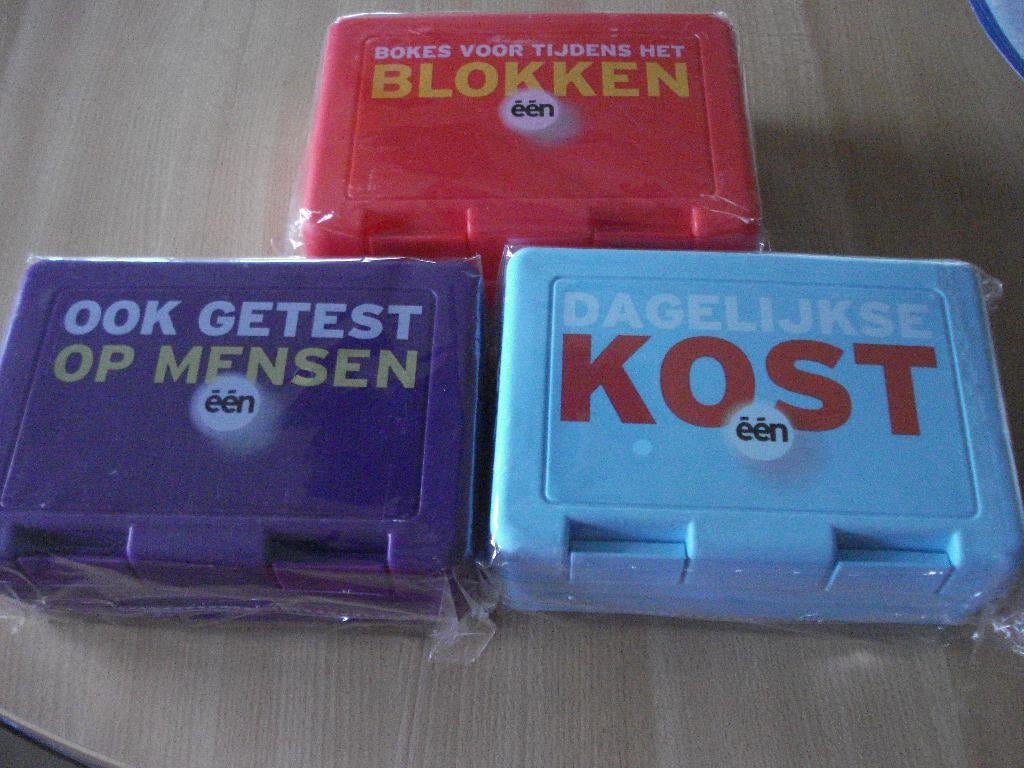 BOKES VOOR TIJDENS HET
BLOKKEN
één
OOK GETEST
OP MENSEN
één
DAGELIJKSE
KOST
één